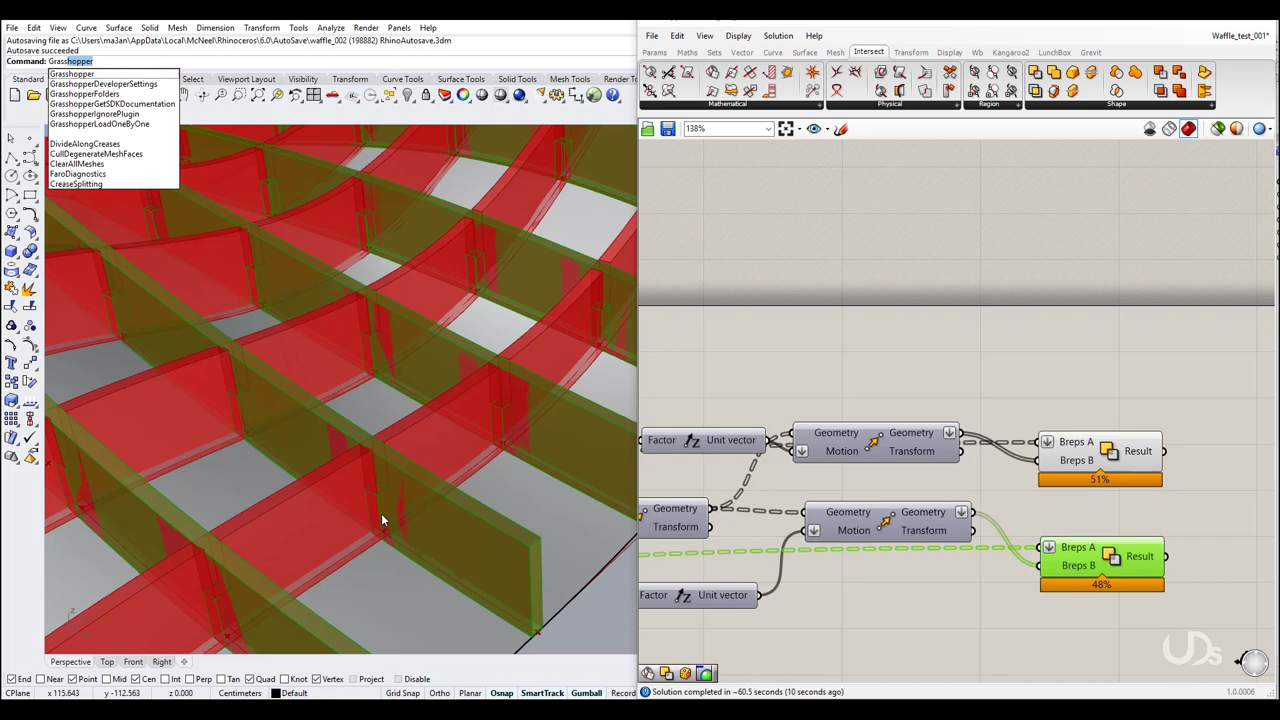 File Edit View Curve Surface Solid Mesh Dimension Transform Tools Analyze Render Panels Help
Autosaving file as C:\Users\ma3an\AppData\Local\McNeel\Rhinoceros\6.0\AutoSave\waffle_002 (198882) RhinoAutosave.3dm
Autosave succeeded
Command: Grasshopper
Grasshopper
GrasshopperDeveloperSettings
GrasshopperFolders
GrasshopperGetSDKDocumentation
GrasshopperIgnorePlugin
GrasshopperLoadOneByOne
DivideAlongCreases
CullDegenerateMeshFaces
ClearAllMeshes
FaroDiagnostics
CreaseSplitting
Standard
Select Viewport Layout Visibility Transform Curve Tools Surface Tools Solid Tools Mesh Tools Render To
File Edit View Display Solution Help
Waffle_test_001*
Params Maths Sets Vector Curve Surface Mesh Intersect Transform Display Wb Kangaroo2 LunchBox Grevit
Mathematical Physical Region Shape
138%
Factor Unit vector
Geometry Geometry
Motion Transform
Breps A Result
Breps B
51%
Geometry
Transform
Geometry Geometry
Motion Transform
Breps A Result
Breps B
48%
Factor Unit vector
z
UDs
Perspective Top Front Right
End Near Point Mid Cen Int Perp Tan Quad Knot Vertex Project Disable
CPlane x 115.643 y -112.563 z 0.000 Centimeters Default Grid Snap Ortho Planar Osnap SmartTrack Gumball Record
Solution completed in ~60.5 seconds (10 seconds ago)
1.0.0006